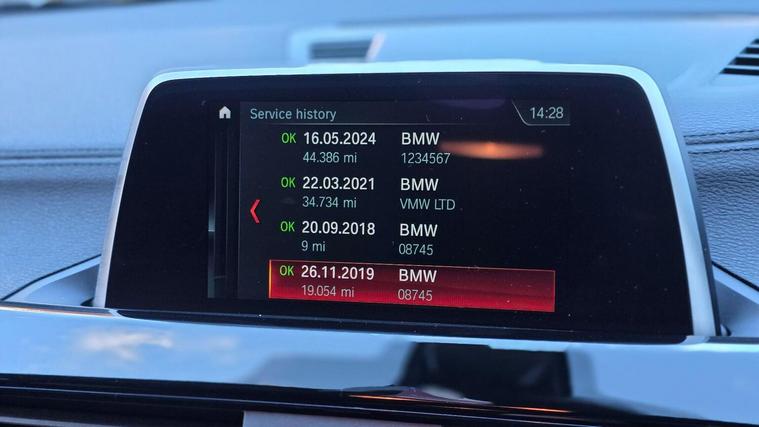 Service history 14:28
OK 16.05.2024 BMW
44.386 mi 1234567
OK 22.03.2021 BMW
34.734 mi VMW LTD
OK 20.09.2018 BMW
9 mi 08745
OK 26.11.2019 BMW
19.054 mi 08745